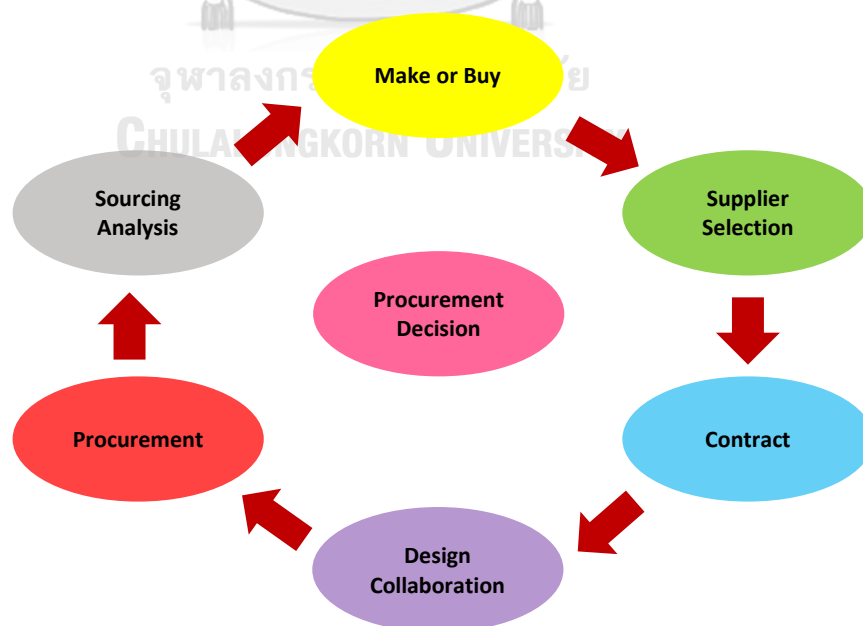 Make or Buy
Sourcing
Analysis
Supplier
Selection
Procurement
Decision
Procurement
Contract
Design
Collaboration